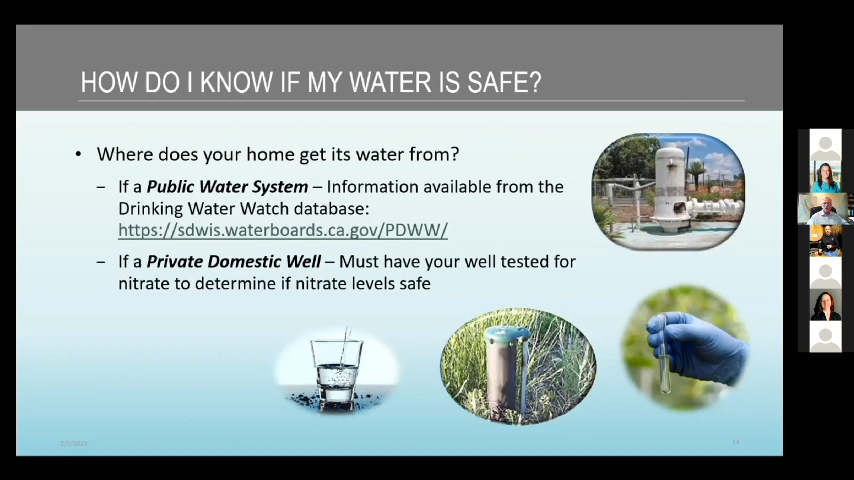 HOW DO I KNOW IF MY WATER IS SAFE?
• Where does your home get its water from?
– If a Public Water System – Information available from the
Drinking Water Watch database:
https://sdwis.waterboards.ca.gov/PDWW/
– If a Private Domestic Well – Must have your well tested for
nitrate to determine if nitrate levels safe